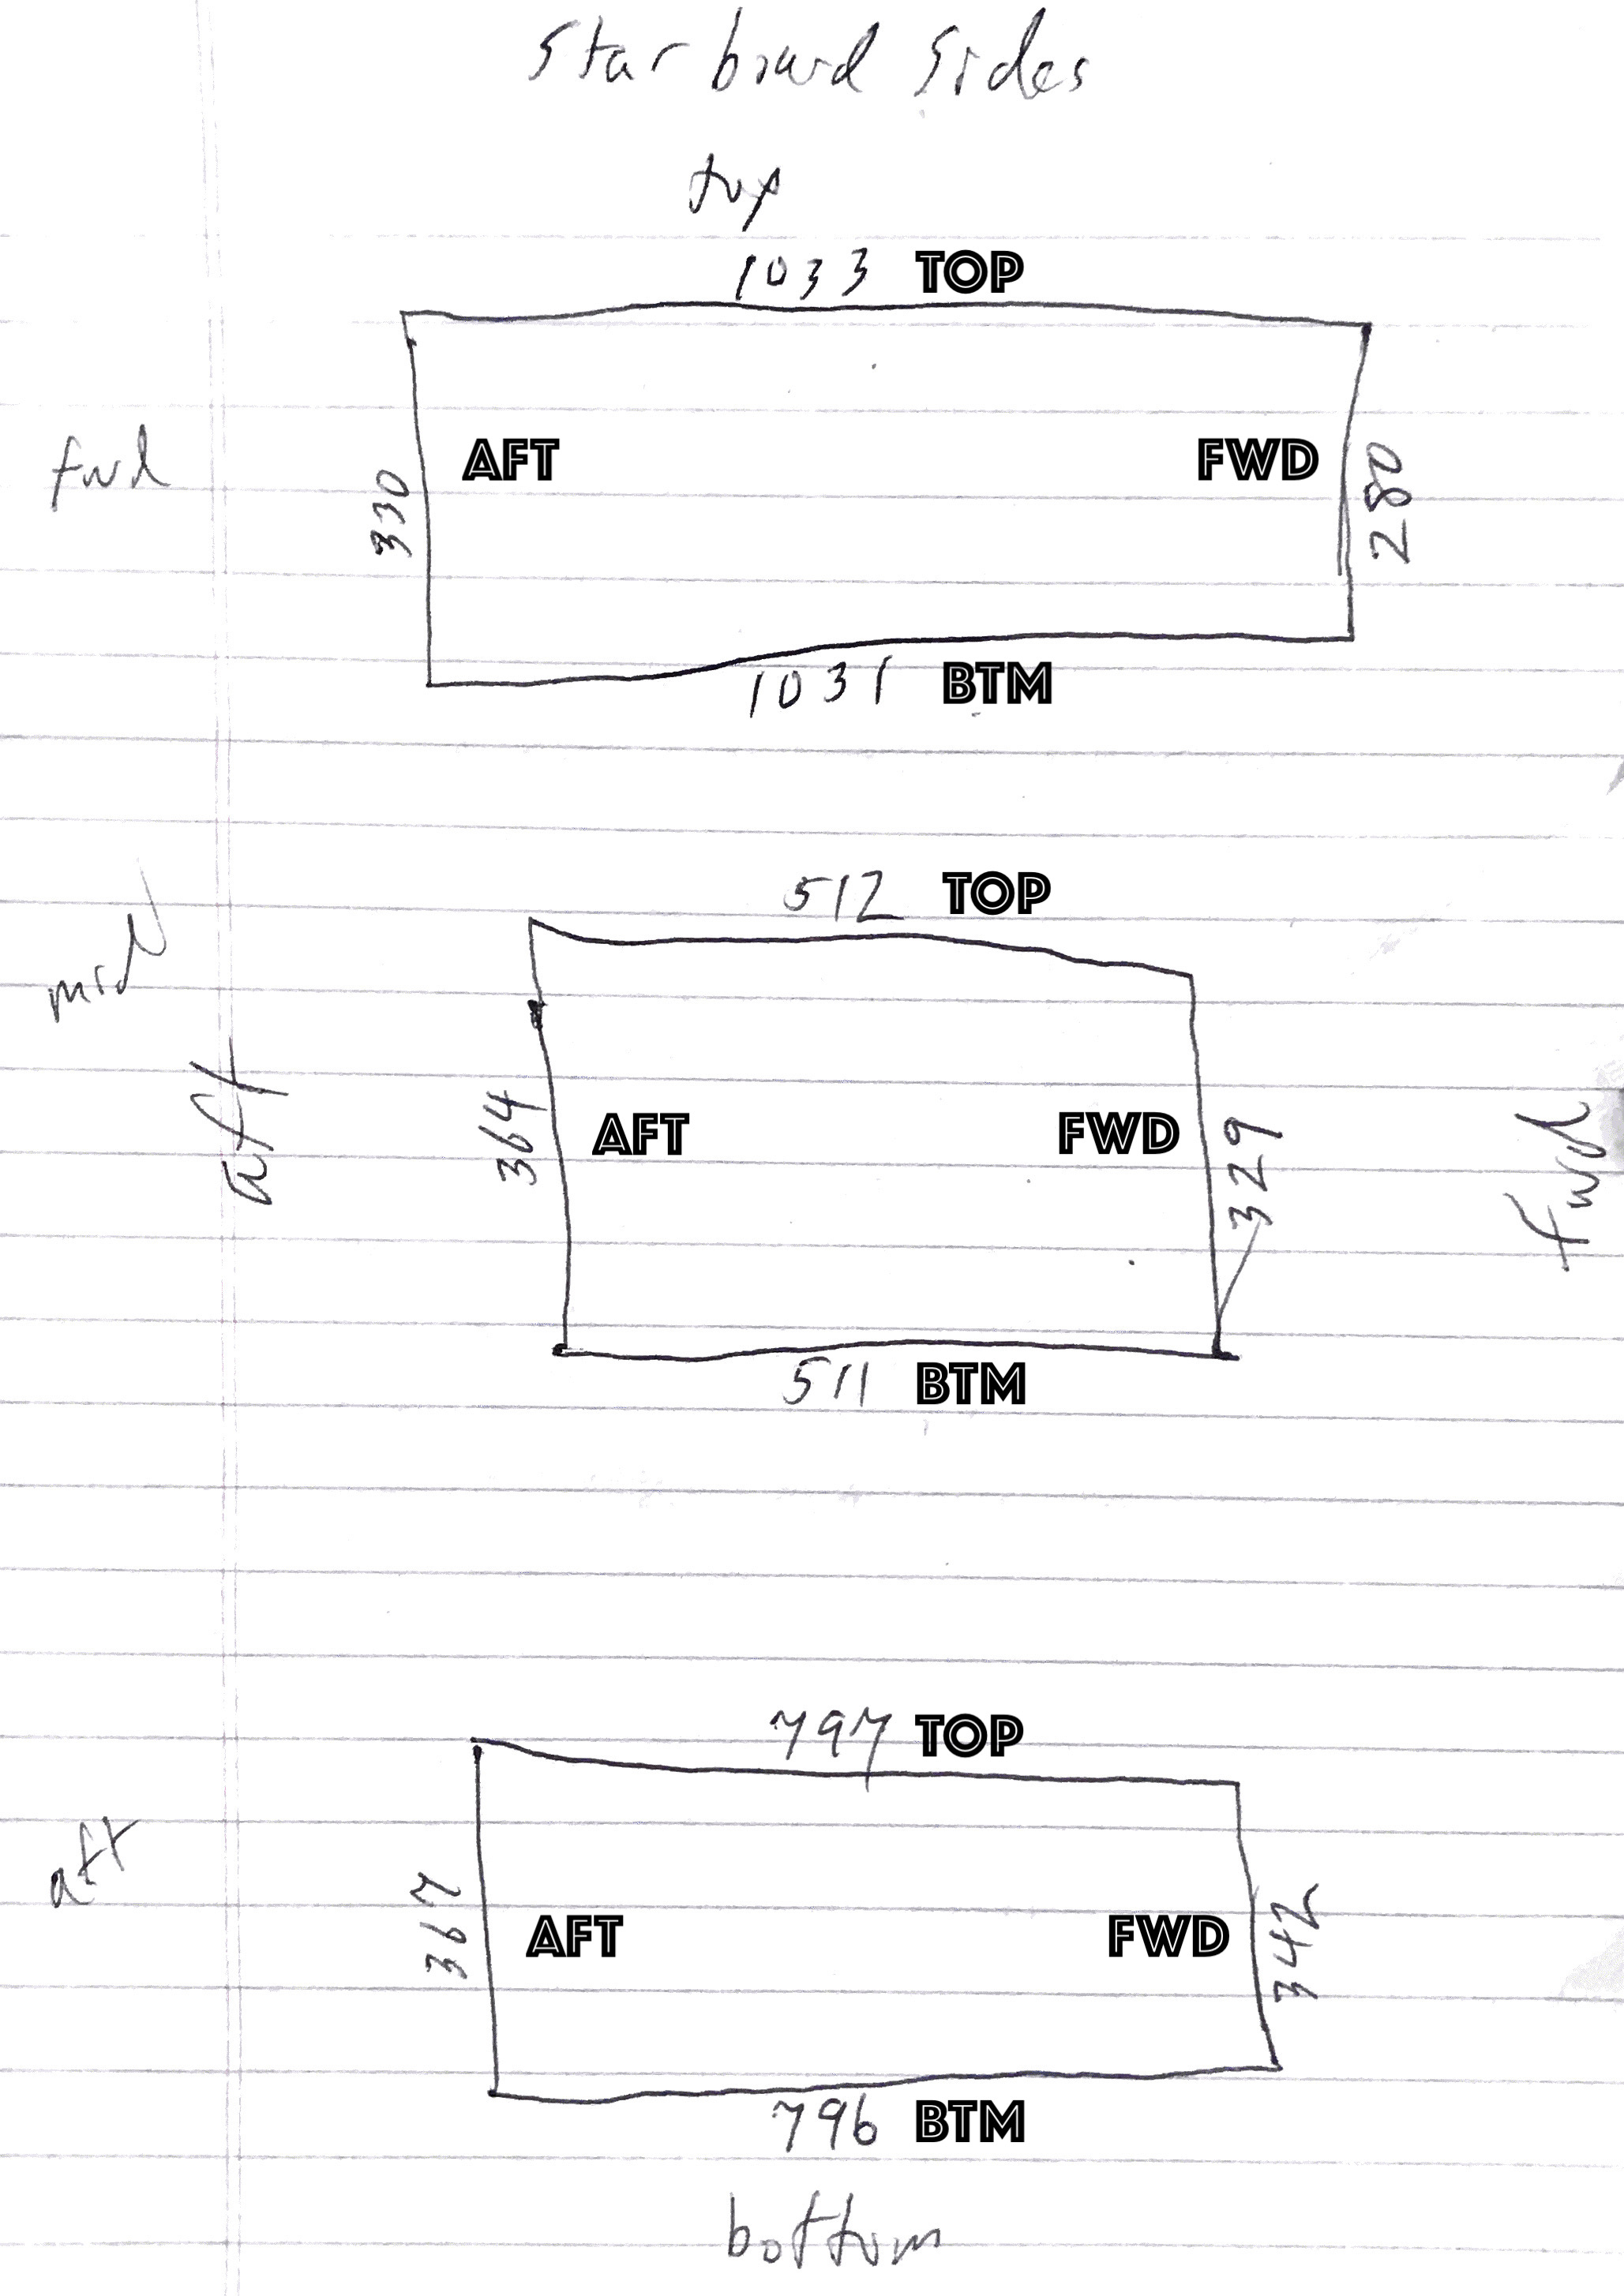 Starboard Sides
top
1033 TOP
fwd
AFT
FWD
330
280
1031 BTM
512 TOP
mid
aft
364
AFT
FWD
329
Fwd
511 BTM
797 TOP
aft
367
AFT
FWD
342
796 BTM
bottom